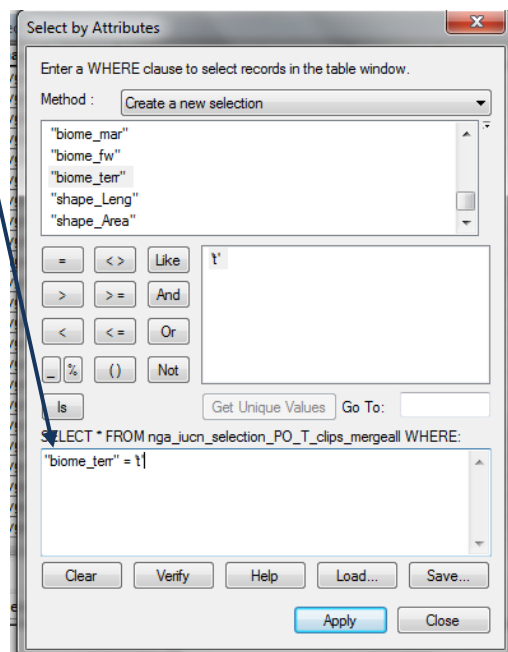 Select by Attributes
Enter a WHERE clause to select records in the table window.
Method : Create a new selection
"biome_mar"
"biome_fw"
"biome_terr"
"shape_Leng"
"shape_Area"
= < > Like 't'
> > = And
< < = Or
_ % ( ) Not
Is Get Unique Values Go To:
SELECT * FROM nga_iucn_selection_PO_T_clips_mergeall WHERE:
"biome_terr" = 't'
Clear Verify Help Load... Save...
Apply Close